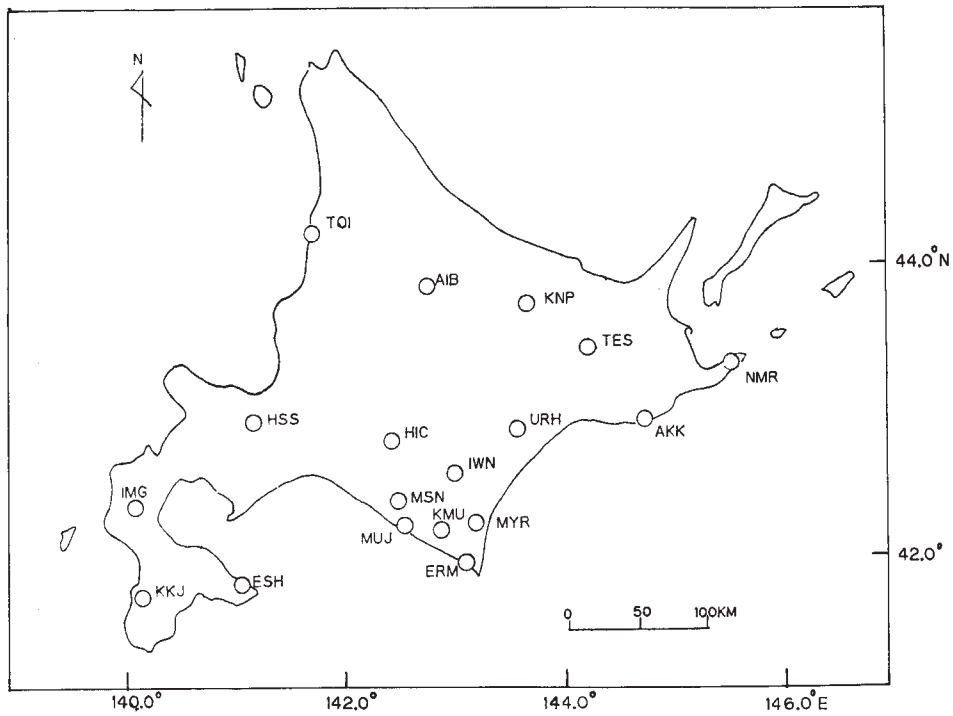 N
TOI
AIB
KNP
44.0°N
TES
NMR
HSS
HIC
URH
AKK
IWN
IMG
MSN
KMU
MYR
MUJ
42.0°
ERM
ESH
KKJ
0 50 100KM
140.0° 142.0° 144.0° 146.0°E